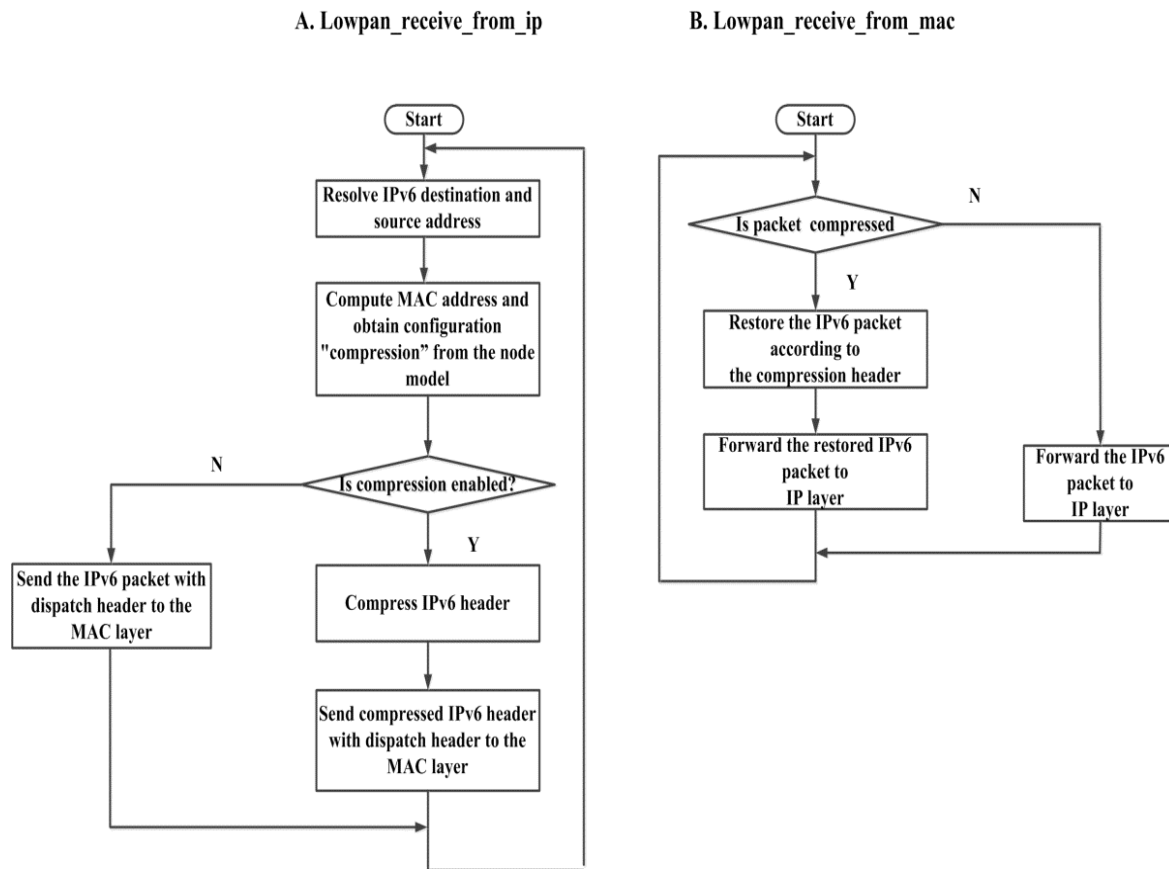 A. Lowpan_receive_from_ip
Start
Resolve IPv6 destination and
source address
Compute MAC address and
obtain configuration
"compression” from the node
model
Is compression enabled?
N
Y
Send the IPv6 packet with
dispatch header to the
MAC layer
Compress IPv6 header
Send compressed IPv6 header
with dispatch header to the
MAC layer
B. Lowpan_receive_from_mac
Start
Is packet compressed
N
Y
Restore the IPv6 packet
according to
the compression header
Forward the restored IPv6
packet to
IP layer
Forward the IPv6
packet to
IP layer